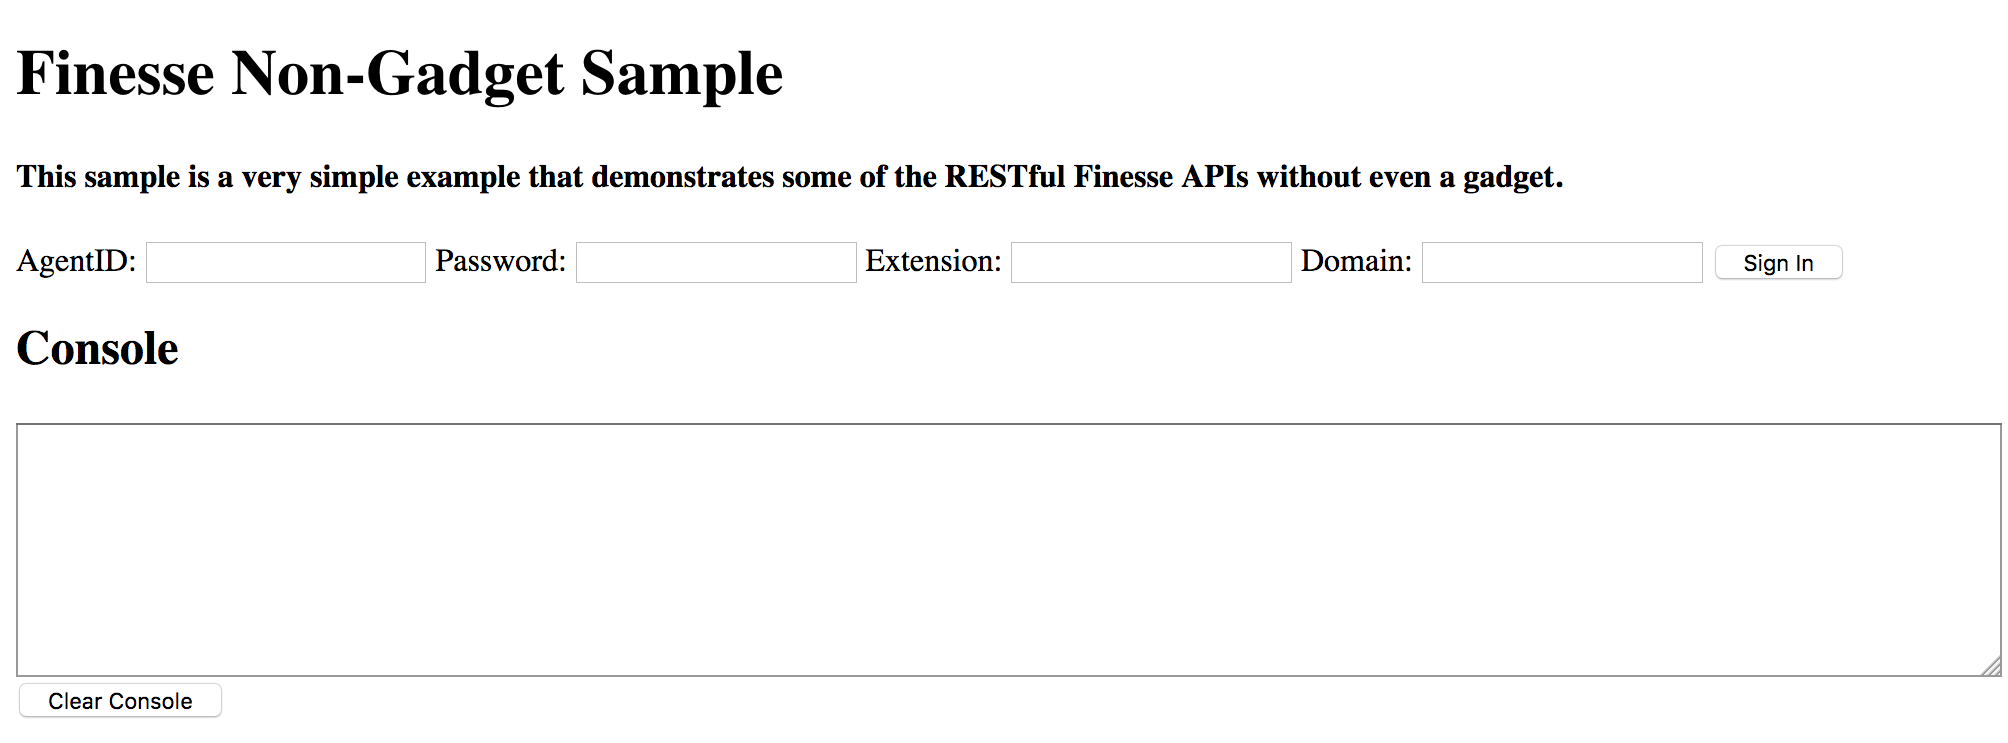 Finesse Non-Gadget Sample
This sample is a very simple example that demonstrates some of the RESTful Finesse APIs without even a gadget.
AgentID: Password: Extension: Domain: Sign In
Console
Clear Console